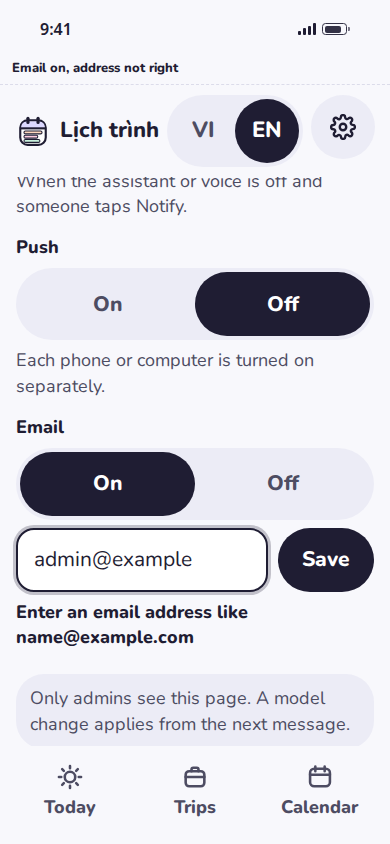 9:41
Email on, address not right
Lịch trình
VI
EN
When the assistant or voice is off and
someone taps Notify.
Push
On
Off
Each phone or computer is turned on
separately.
Email
On
Off
admin@example
Save
Enter an email address like
name@example.com
Only admins see this page. A model
change applies from the next message.
Today
Trips
Calendar